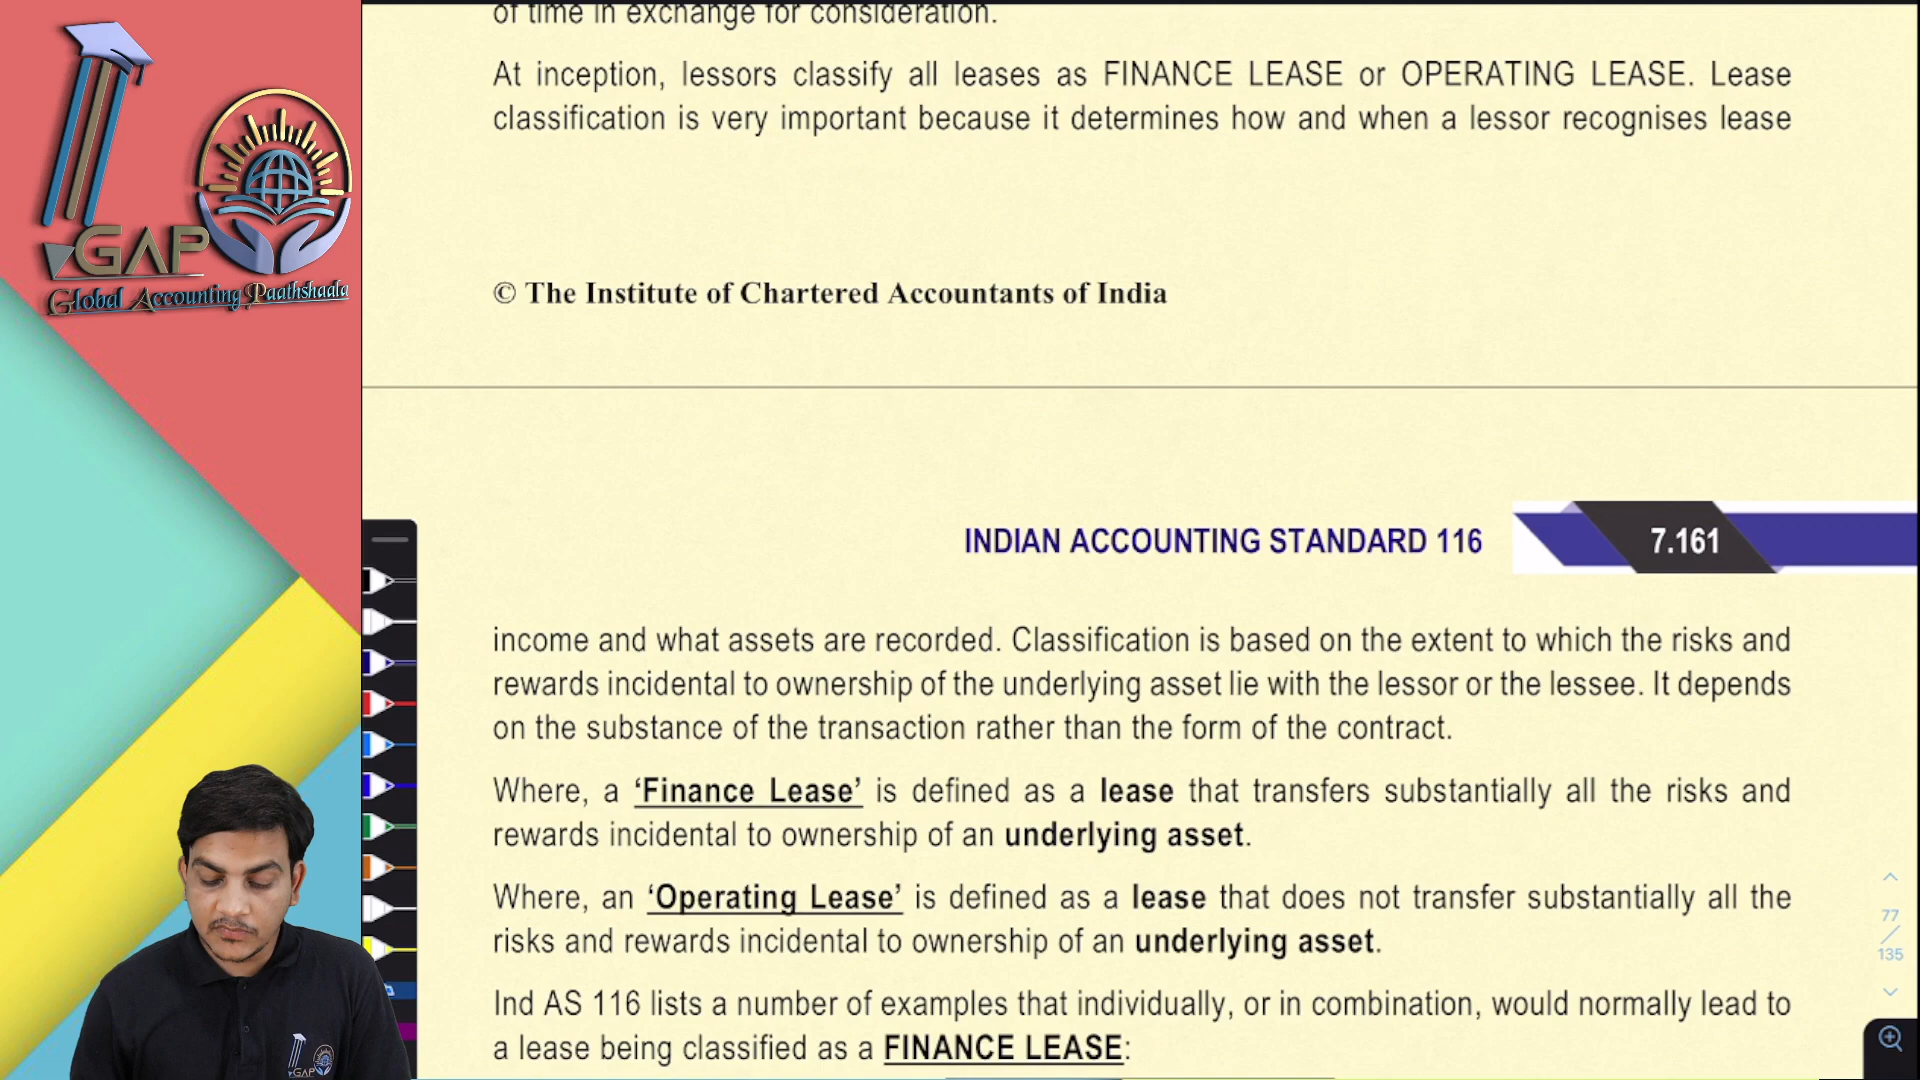 of time in exchange for consideration.
At inception, lessors classify all leases as FINANCE LEASE or OPERATING LEASE. Lease
classification is very important because it determines how and when a lessor recognises lease
GAP
Global Accounting Paathshaala
© The Institute of Chartered Accountants of India
INDIAN ACCOUNTING STANDARD 116
7.161
income and what assets are recorded. Classification is based on the extent to which the risks and
rewards incidental to ownership of the underlying asset lie with the lessor or the lessee. It depends
on the substance of the transaction rather than the form of the contract.
Where, a ‘Finance Lease’ is defined as a lease that transfers substantially all the risks and
rewards incidental to ownership of an underlying asset.
Where, an ‘Operating Lease’ is defined as a lease that does not transfer substantially all the
risks and rewards incidental to ownership of an underlying asset.
Ind AS 116 lists a number of examples that individually, or in combination, would normally lead to
a lease being classified as a FINANCE LEASE:
77
/
135
GAP